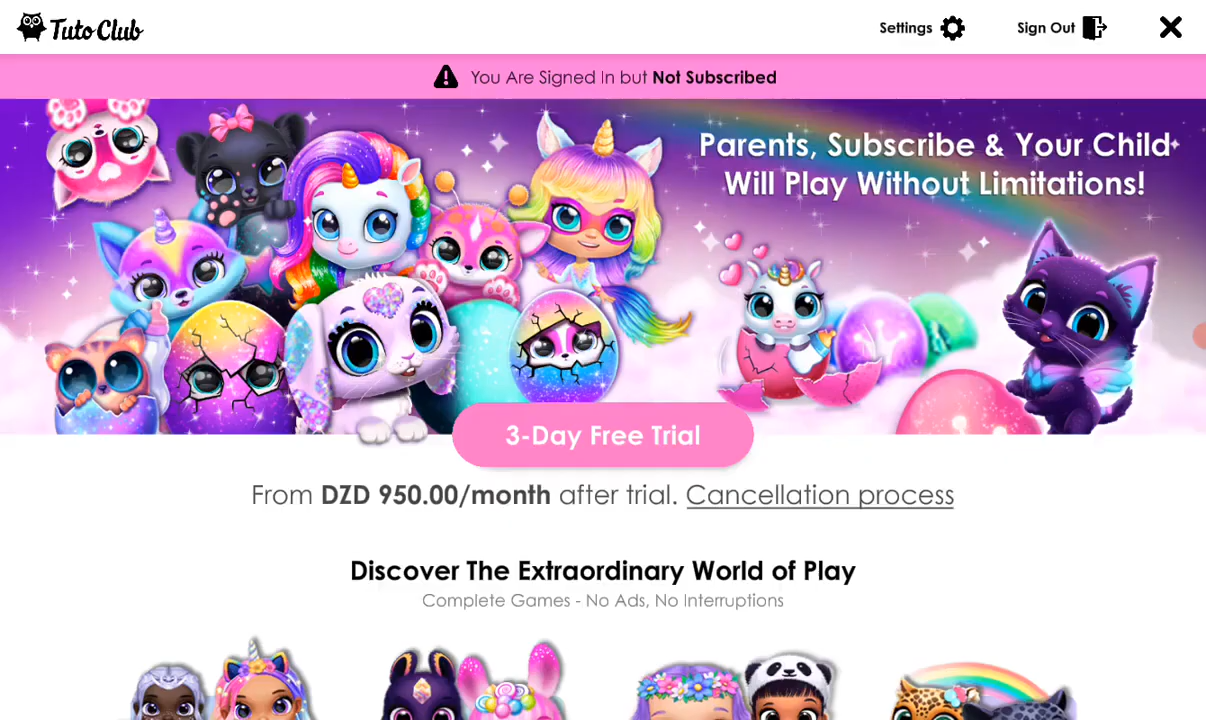 Tuto Club
Settings
Sign Out
You Are Signed In but Not Subscribed
Parents, Subscribe & Your Child
Will Play Without Limitations!
3-Day Free Trial
From DZD 950.00/month after trial. Cancellation process
Discover The Extraordinary World of Play
Complete Games - No Ads, No Interruptions